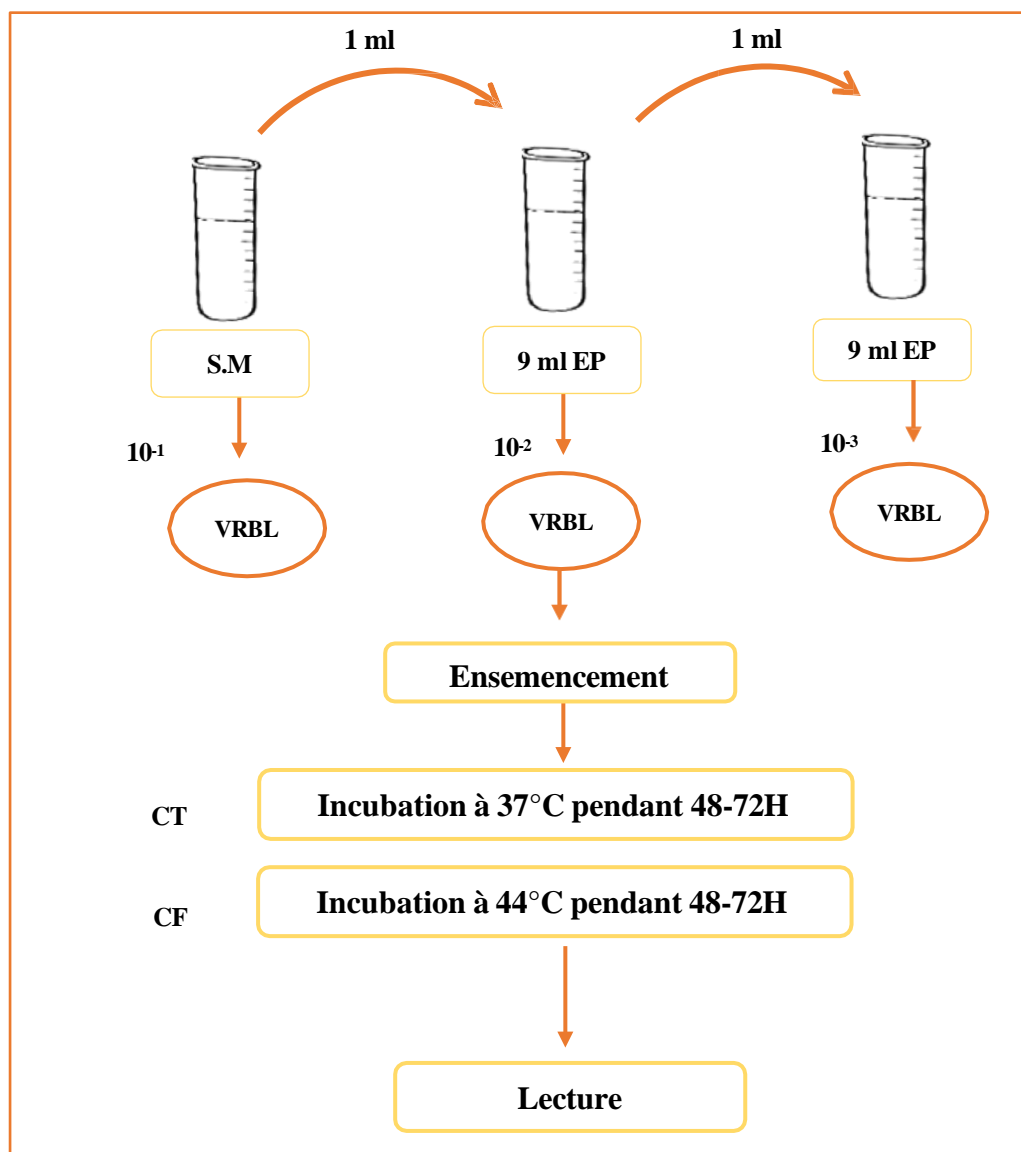 1 ml
1 ml
S.M
9 ml EP
9 ml EP
10-1
10-2
10-3
VRBL
VRBL
VRBL
Ensemencement
CT
Incubation à 37°C pendant 48-72H
CF
Incubation à 44°C pendant 48-72H
Lecture